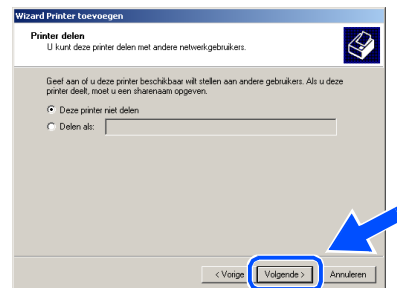 Wizard Printer toevoegen
Printer delen
U kunt deze printer delen met andere netwerkgebruikers.
Geef aan of u deze printer beschikbaar wilt stellen aan andere gebruikers. Als u deze
printer deelt, moet u een sharenaam opgeven.
Deze printer niet delen
Delen als:
< Vorige
Volgende >
Annuleren